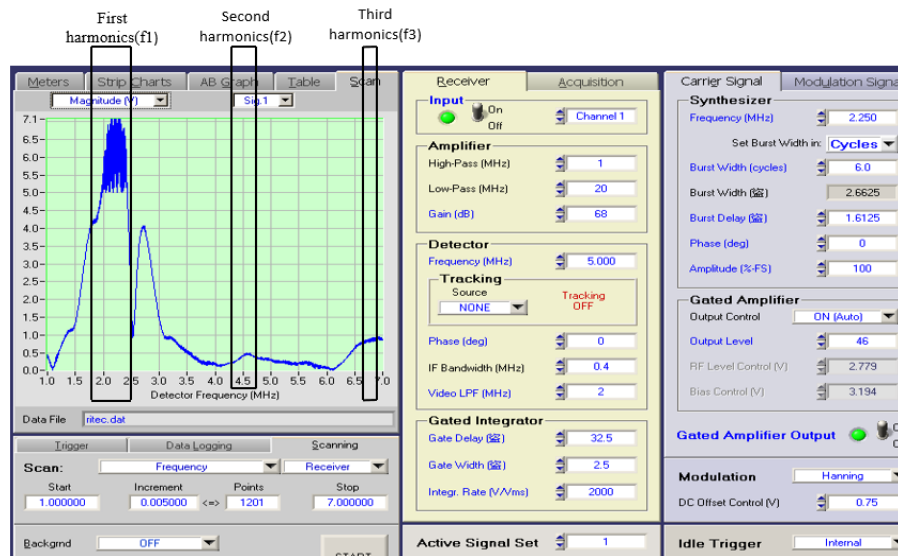 First
harmonics(f1)
Second
harmonics(f2)
Third
harmonics(f3)
Meters Strip Charts AB Graph Table Scan
Magnitude (V) Sig.1
7.1
6.5
6.0
5.5
5.0
4.5
4.0
3.5
3.0
2.5
2.0
1.5
1.0
0.5
0.0
1.0 1.5 2.0 2.5 3.0 3.5 4.0 4.5 5.0 5.5 6.0 6.5 7.0
Detector Frequency (MHz)
Data File ritec.dat
Trigger Data Logging Scanning
Scan: Frequency Receiver
Start Increment Points Stop
1.000000 0.005000 <=> 1201 7.000000
Backgrnd OFF START
Receiver Acquisition
Input On
Off Channel 1
Amplifier
High-Pass (MHz) 1
Low-Pass (MHz) 20
Gain (dB) 68
Detector
Frequency (MHz) 5.000
Tracking
Source
NONE
Tracking
OFF
Phase (deg) 0
IF Bandwidth (MHz) 0.4
Video LPF (MHz) 2
Gated Integrator
Gate Delay 32.5
Gate Width 2.5
Integr. Rate (V/Vms) 2000
Active Signal Set 1
Carrier Signal Modulation Signa
Synthesizer
Frequency (MHz) 2.250
Set Burst Width in: Cycles
Burst Width (cycles) 6.0
Burst Width 2.6625
Burst Delay 1.6125
Phase (deg) 0
Amplitude (%-FS) 100
Gated Amplifier
Output Control ON (Auto)
Output Level 46
RF Level Control (V) 2.779
Bias Control (V) 3.194
Gated Amplifier Output
Modulation Hanning
DC Offset Control (V) 0.75
Idle Trigger Internal